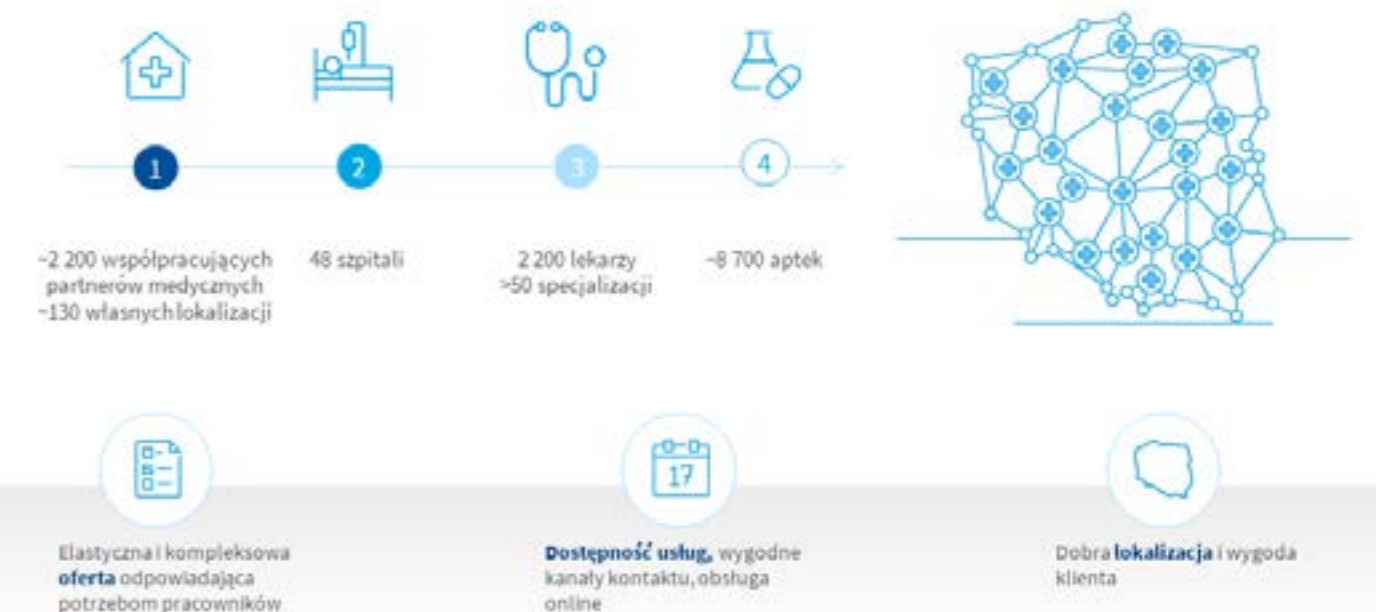 1
2
3
4
~2 200 współpracujących
partnerów medycznych
~130 własnych lokalizacji
48 szpitali
2 200 lekarzy
>50 specjalizacji
~8 700 aptek
17
Elastyczna i kompleksowa
oferta odpowiadająca
potrzebom pracowników
Dostępność usług, wygodne
kanały kontaktu, obsługa
online
Dobra lokalizacja i wygoda
klienta